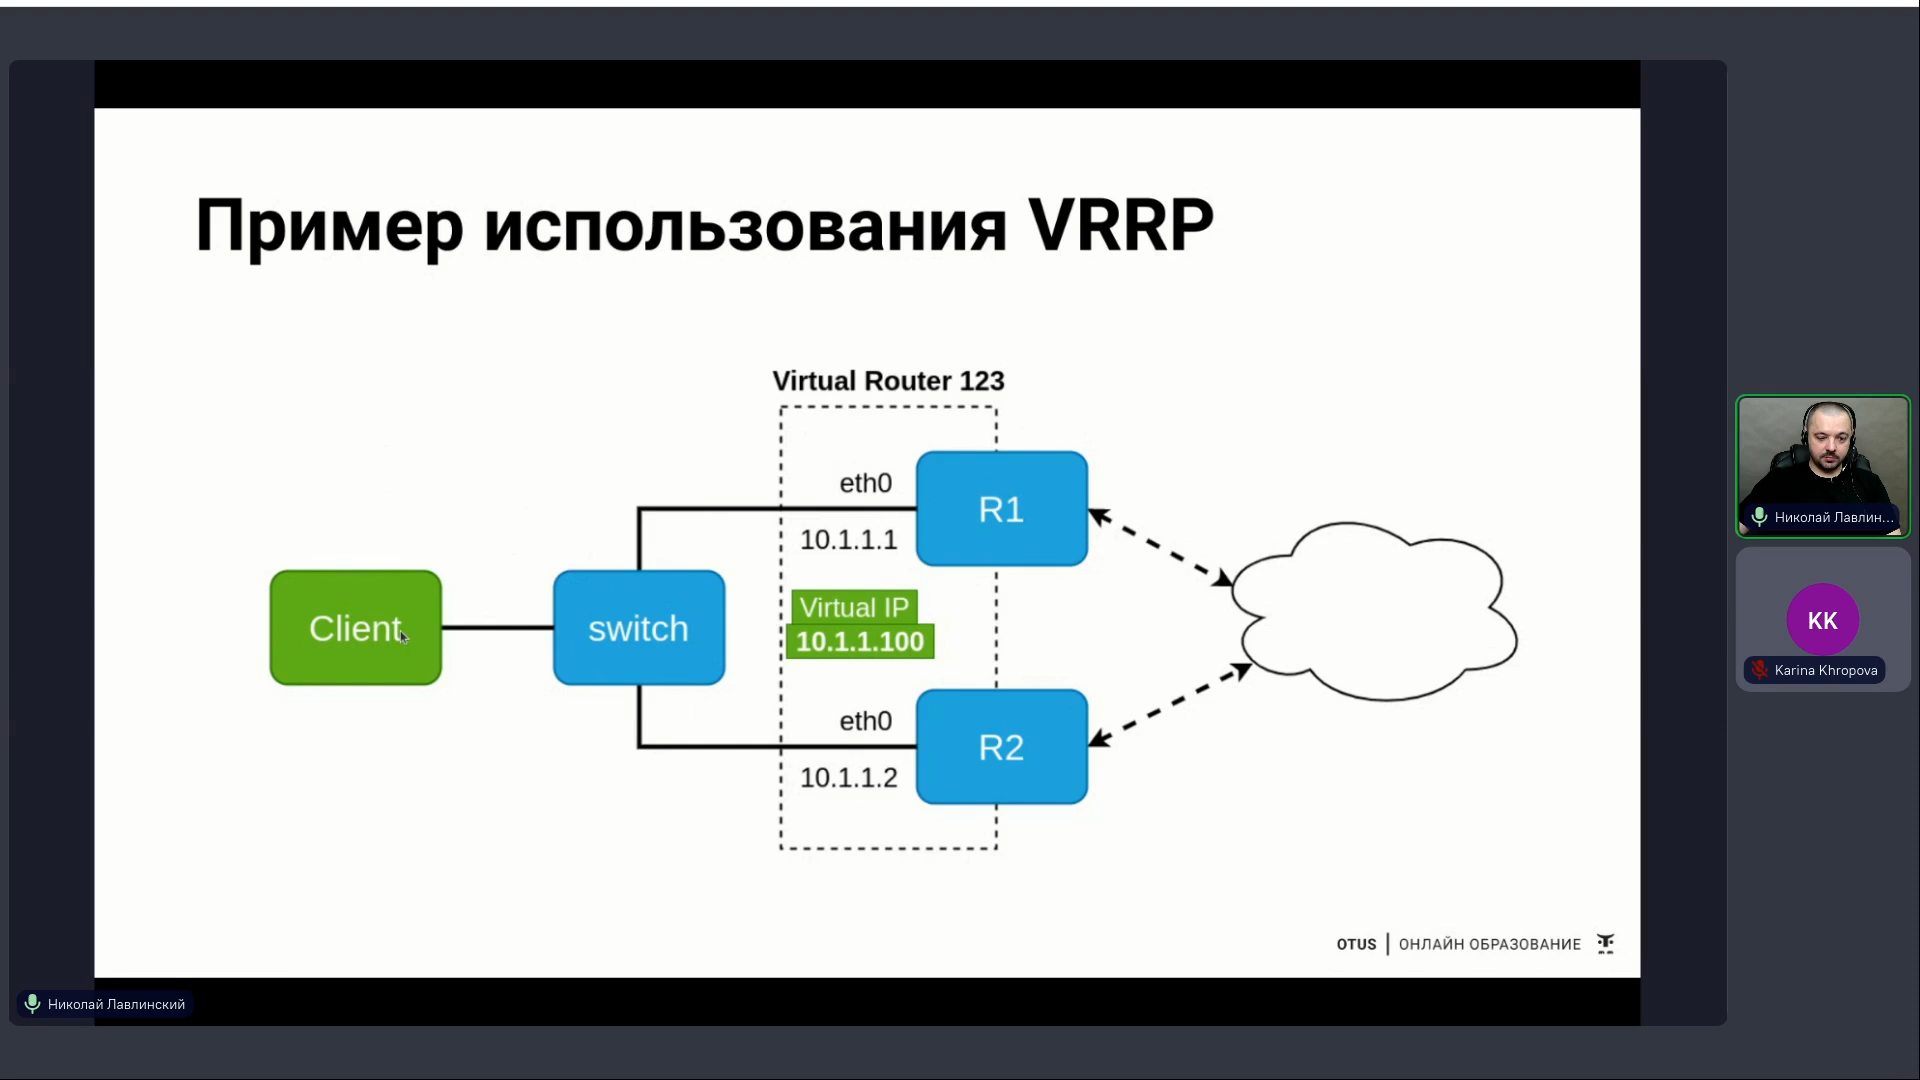 Пример использования VRRP
Virtual Router 123
eth0
R1
10.1.1.1
Client
switch
Virtual IP
10.1.1.100
eth0
R2
10.1.1.2
OTUS | ОНЛАЙН ОБРАЗОВАНИЕ
Николай Лавлинский
Николай Лавлин...
KK
Karina Khropova